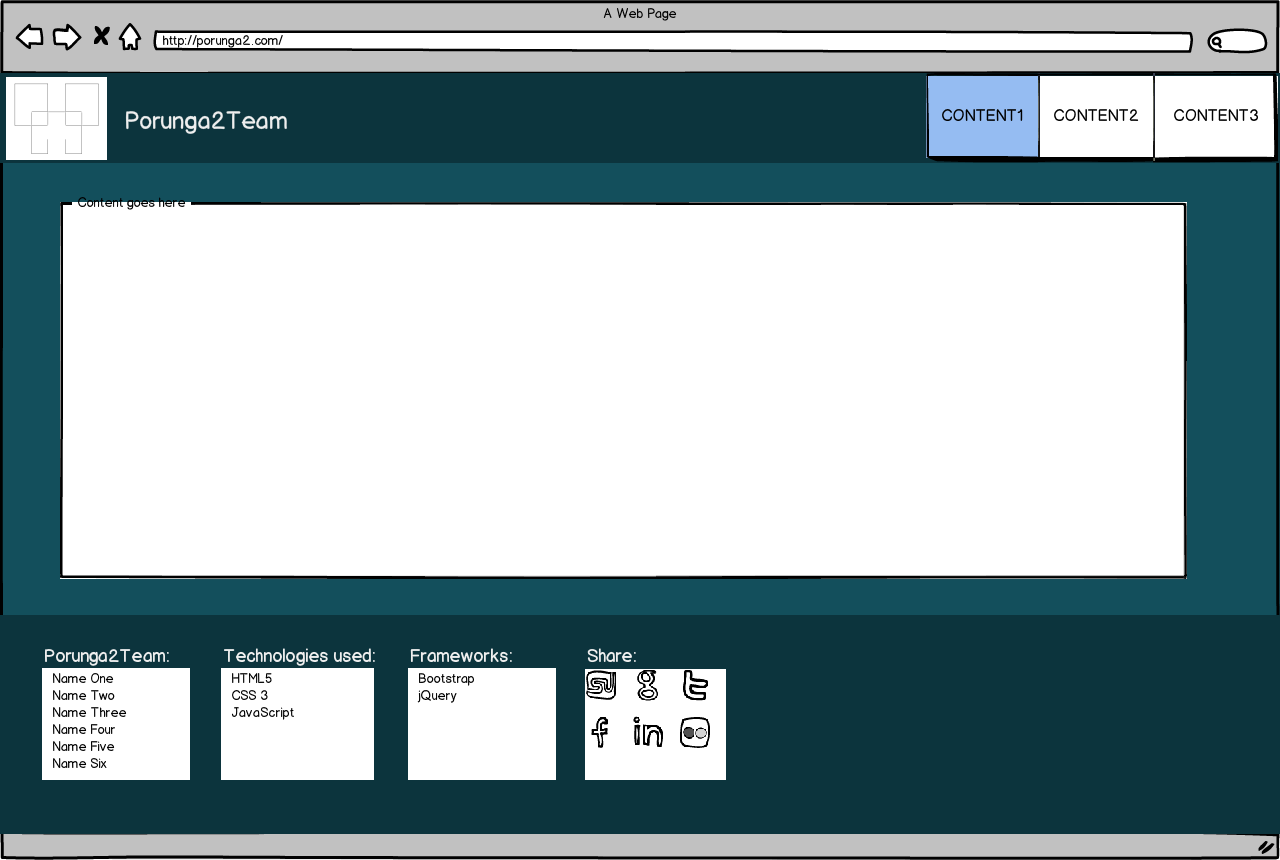 A Web Page
http://porunga2.com/
Porunga2Team
CONTENT1
CONTENT2
CONTENT3
Content goes here
Porunga2Team:
Name One
Name Two
Name Three
Name Four
Name Five
Name Six
Technologies used:
HTML5
CSS 3
JavaScript
Frameworks:
Bootstrap
jQuery
Share: